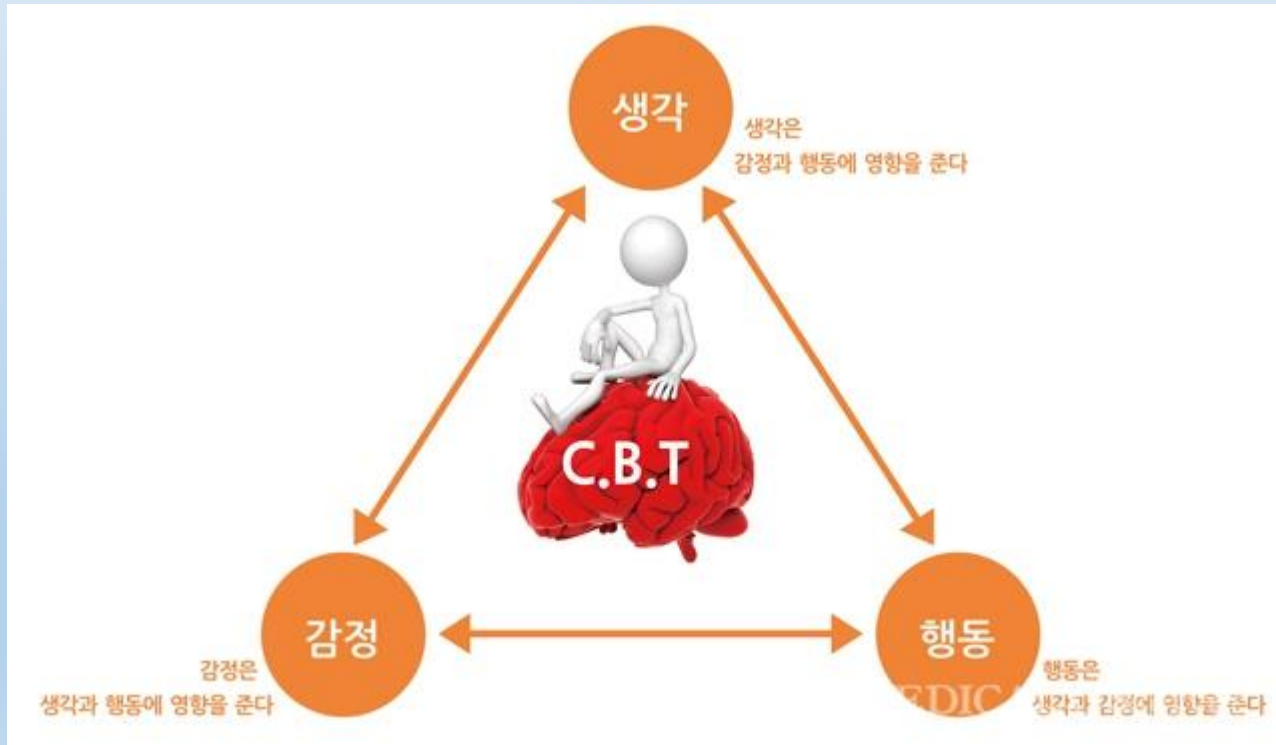 생각
생각은
감정과 행동에 영향을 준다
C.B.T
감정
감정은
생각과 행동에 영향을 준다
행동
행동은
생각과 감정에 영향을 준다
EDICA